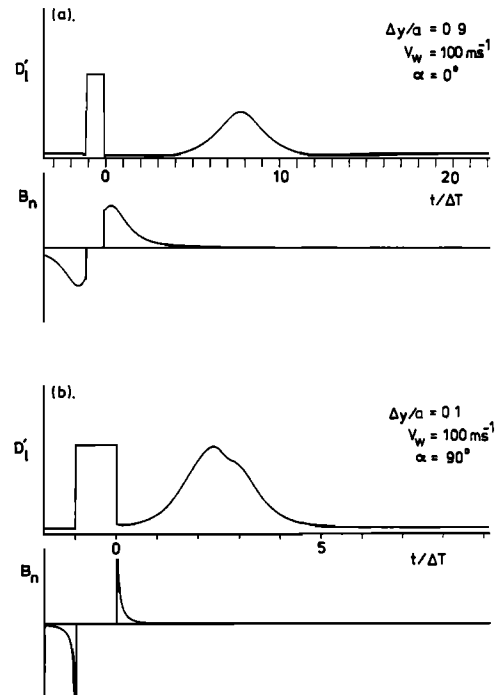 (a).
Δy/a = 0 9
V_w = 100 ms⁻¹
α = 0°
D'_l
0 10 20
t/ΔT
B_n
(b).
Δy/a = 0 1
V_w = 100 ms⁻¹
α = 90°
D'_l
0 5
t/ΔT
B_n